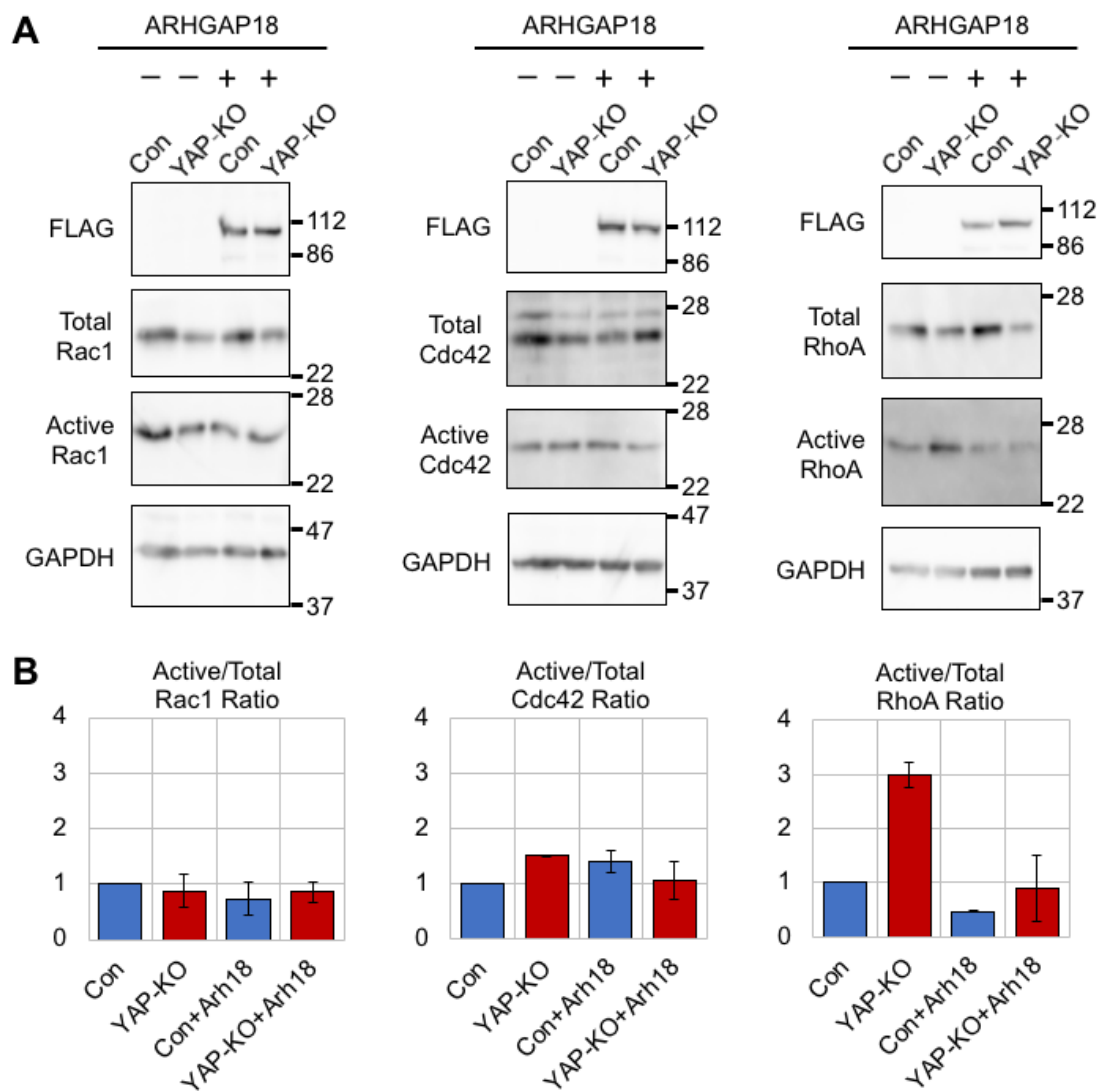 A
ARHGAP18
− − + +
Con YAP-KO Con YAP-KO
FLAG
112
86
Total
Rac1
22
28
Active
Rac1
22
47
GAPDH
37
ARHGAP18
− − + +
Con YAP-KO Con YAP-KO
FLAG
112
86
28
Total
Cdc42
22
28
Active
Cdc42
22
47
GAPDH
37
ARHGAP18
− − + +
Con YAP-KO Con YAP-KO
112
FLAG
86
28
Total
RhoA
28
Active
RhoA
22
GAPDH
37
B
Active/Total
Rac1 Ratio
4
3
2
1
0
Con YAP-KO Con+Arh18 YAP-KO+Arh18
Active/Total
Cdc42 Ratio
4
3
2
1
0
Con YAP-KO Con+Arh18 YAP-KO+Arh18
Active/Total
RhoA Ratio
4
3
2
1
0
Con YAP-KO Con+Arh18 YAP-KO+Arh18